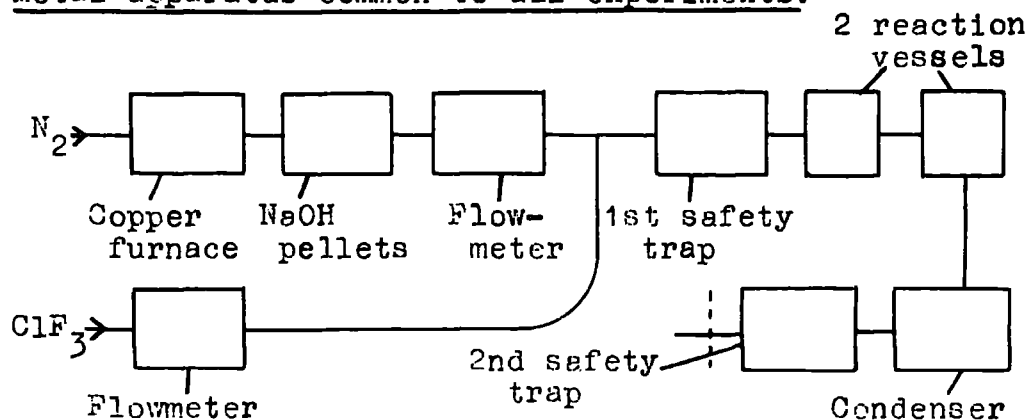 metal apparatus common to all experiments.
2 reaction
vessels
N2
Copper
furnace
NaOH
pellets
Flow-
meter
1st safety
trap
ClF3
Flowmeter
2nd safety
trap
Condenser